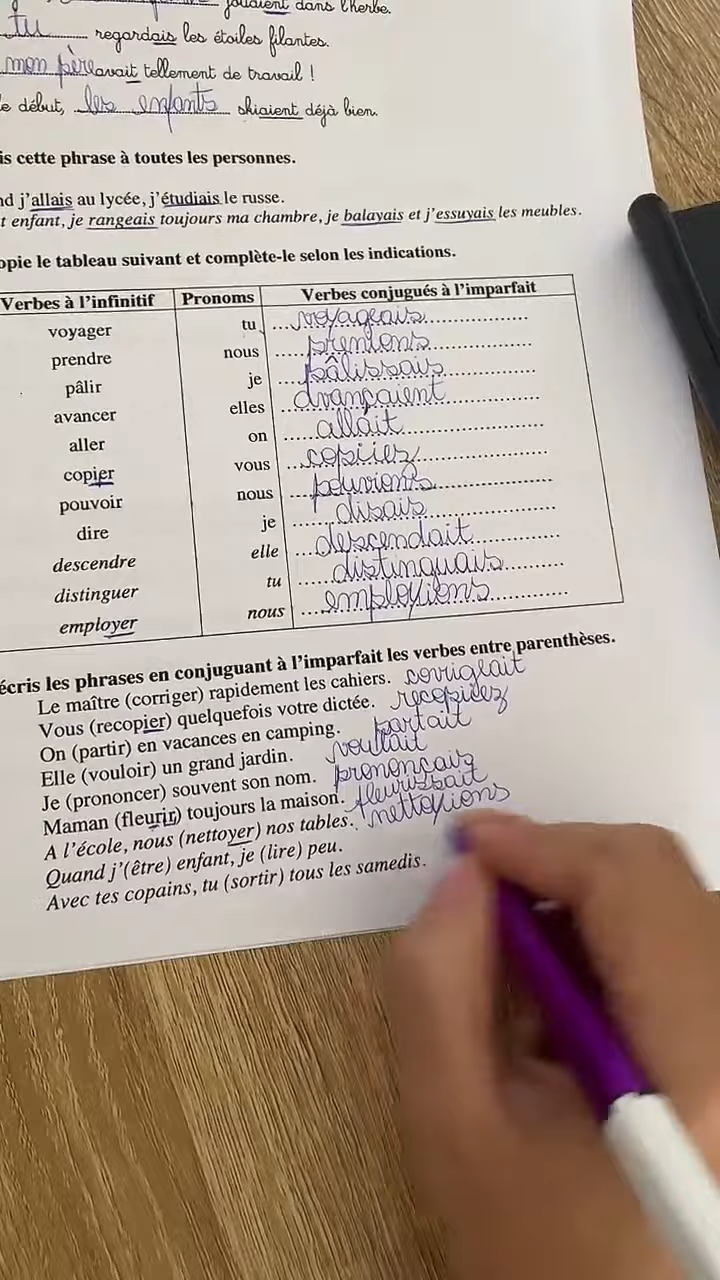 jouaient dans l'herbe.
tu regardais les étoiles filantes.
mon père avait tellement de travail !
début, les enfants skiaient déjà bien.
is cette phrase à toutes les personnes.
nd j'allais au lycée, j'étudiais le russe.
t enfant, je rangeais toujours ma chambre, je balayais et j'essuyais les meubles.
opie le tableau suivant et complète-le selon les indications.
Verbes à l'infinitif Pronoms Verbes conjugués à l'imparfait
voyager tu voyageais
prendre nous prenions
pâlir je pâlissais
avancer elles avançaient
aller on allait
copier vous copiiez
pouvoir nous pouvions
dire je disais
descendre elle descendait
distinguer tu distinguais
employer nous employions
écris les phrases en conjuguant à l'imparfait les verbes entre parenthèses.
Le maître (corriger) rapidement les cahiers. corrigeait
Vous (recopier) quelquefois votre dictée. recopiiez
On (partir) en vacances en camping. partait
Elle (vouloir) un grand jardin. voulait
Je (prononcer) souvent son nom. prononçais
Maman (fleurir) toujours la maison. fleurissait
A l'école, nous (nettoyer) nos tables. nettoyions
Quand j'(être) enfant, je (lire) peu.
Avec tes copains, tu (sortir) tous les samedis.